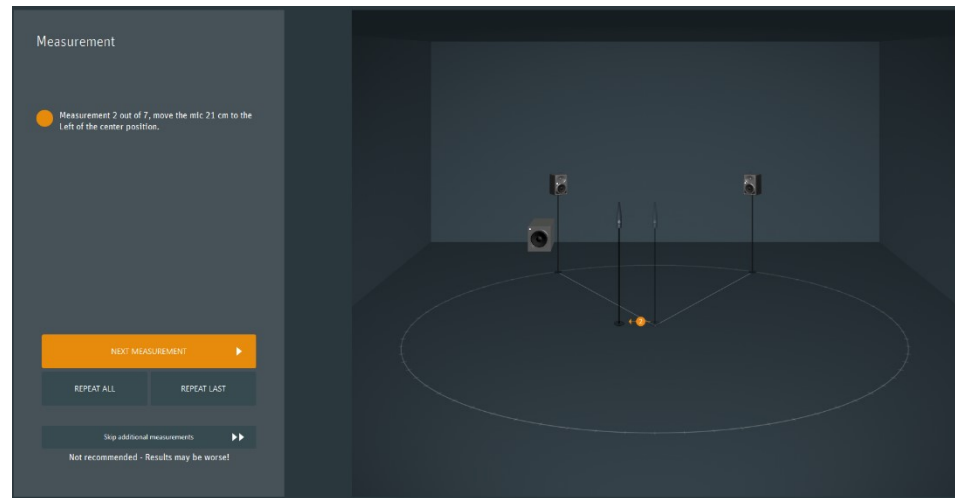 Measurement
Measurement 2 out of 7, move the mic 21 cm to the
Left of the center position.
2
NEXT MEASUREMENT
REPEAT ALL
REPEAT LAST
Skip additional measurements
Not recommended - Results may be worse!